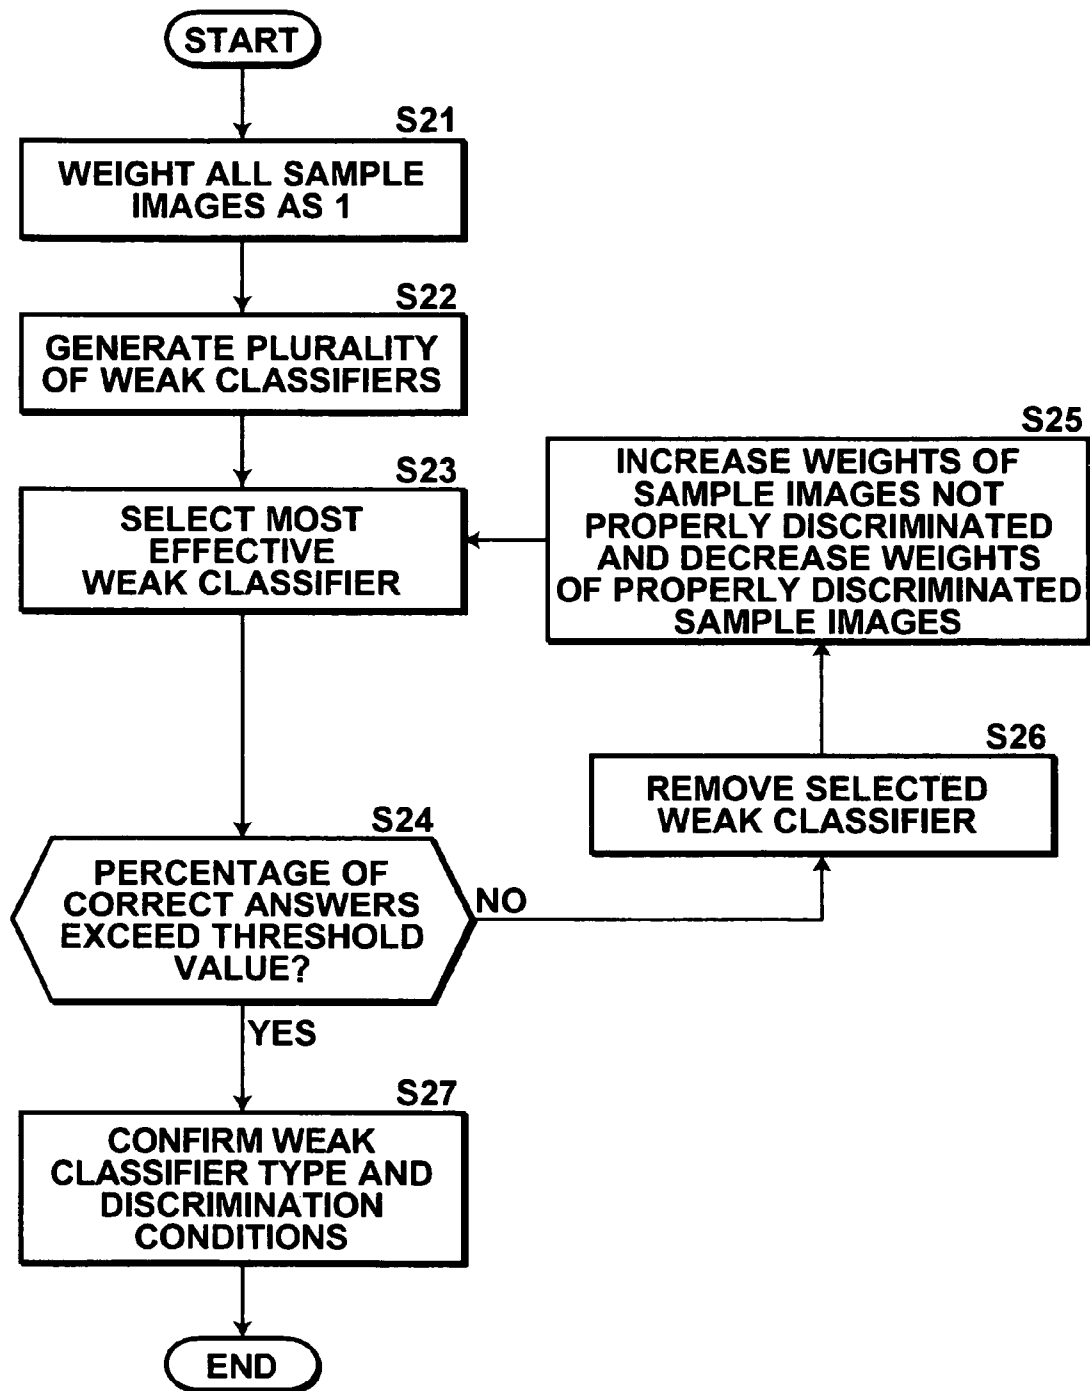 START
S21
WEIGHT ALL SAMPLE
IMAGES AS 1
S22
GENERATE PLURALITY
OF WEAK CLASSIFIERS
S23
SELECT MOST
EFFECTIVE
WEAK CLASSIFIER
S25
INCREASE WEIGHTS OF
SAMPLE IMAGES NOT
PROPERLY DISCRIMINATED
AND DECREASE WEIGHTS
OF PROPERLY DISCRIMINATED
SAMPLE IMAGES
S26
REMOVE SELECTED
WEAK CLASSIFIER
S24
PERCENTAGE OF
CORRECT ANSWERS
EXCEED THRESHOLD
VALUE?
NO
YES
S27
CONFIRM WEAK
CLASSIFIER TYPE AND
DISCRIMINATION
CONDITIONS
END